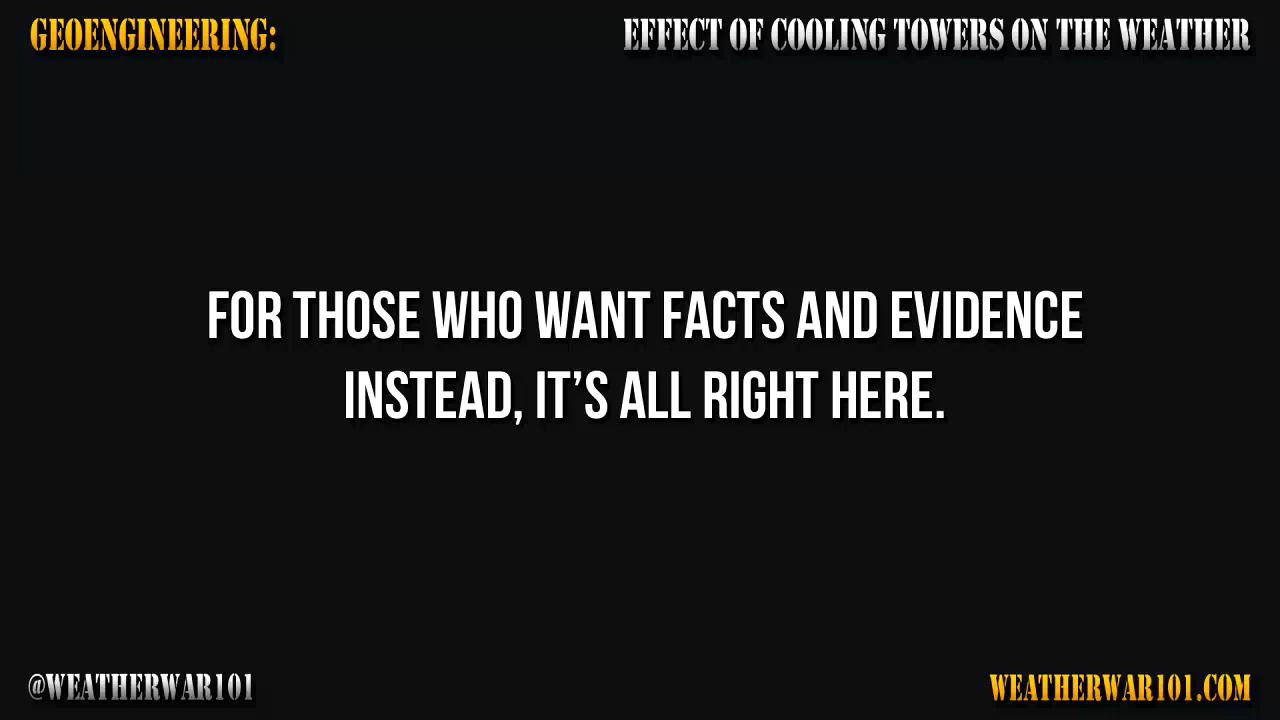 GEOENGINEERING:
EFFECT OF COOLING TOWERS ON THE WEATHER
FOR THOSE WHO WANT FACTS AND EVIDENCE
INSTEAD, IT’S ALL RIGHT HERE.
@WEATHERWAR101
WEATHERWAR101.COM